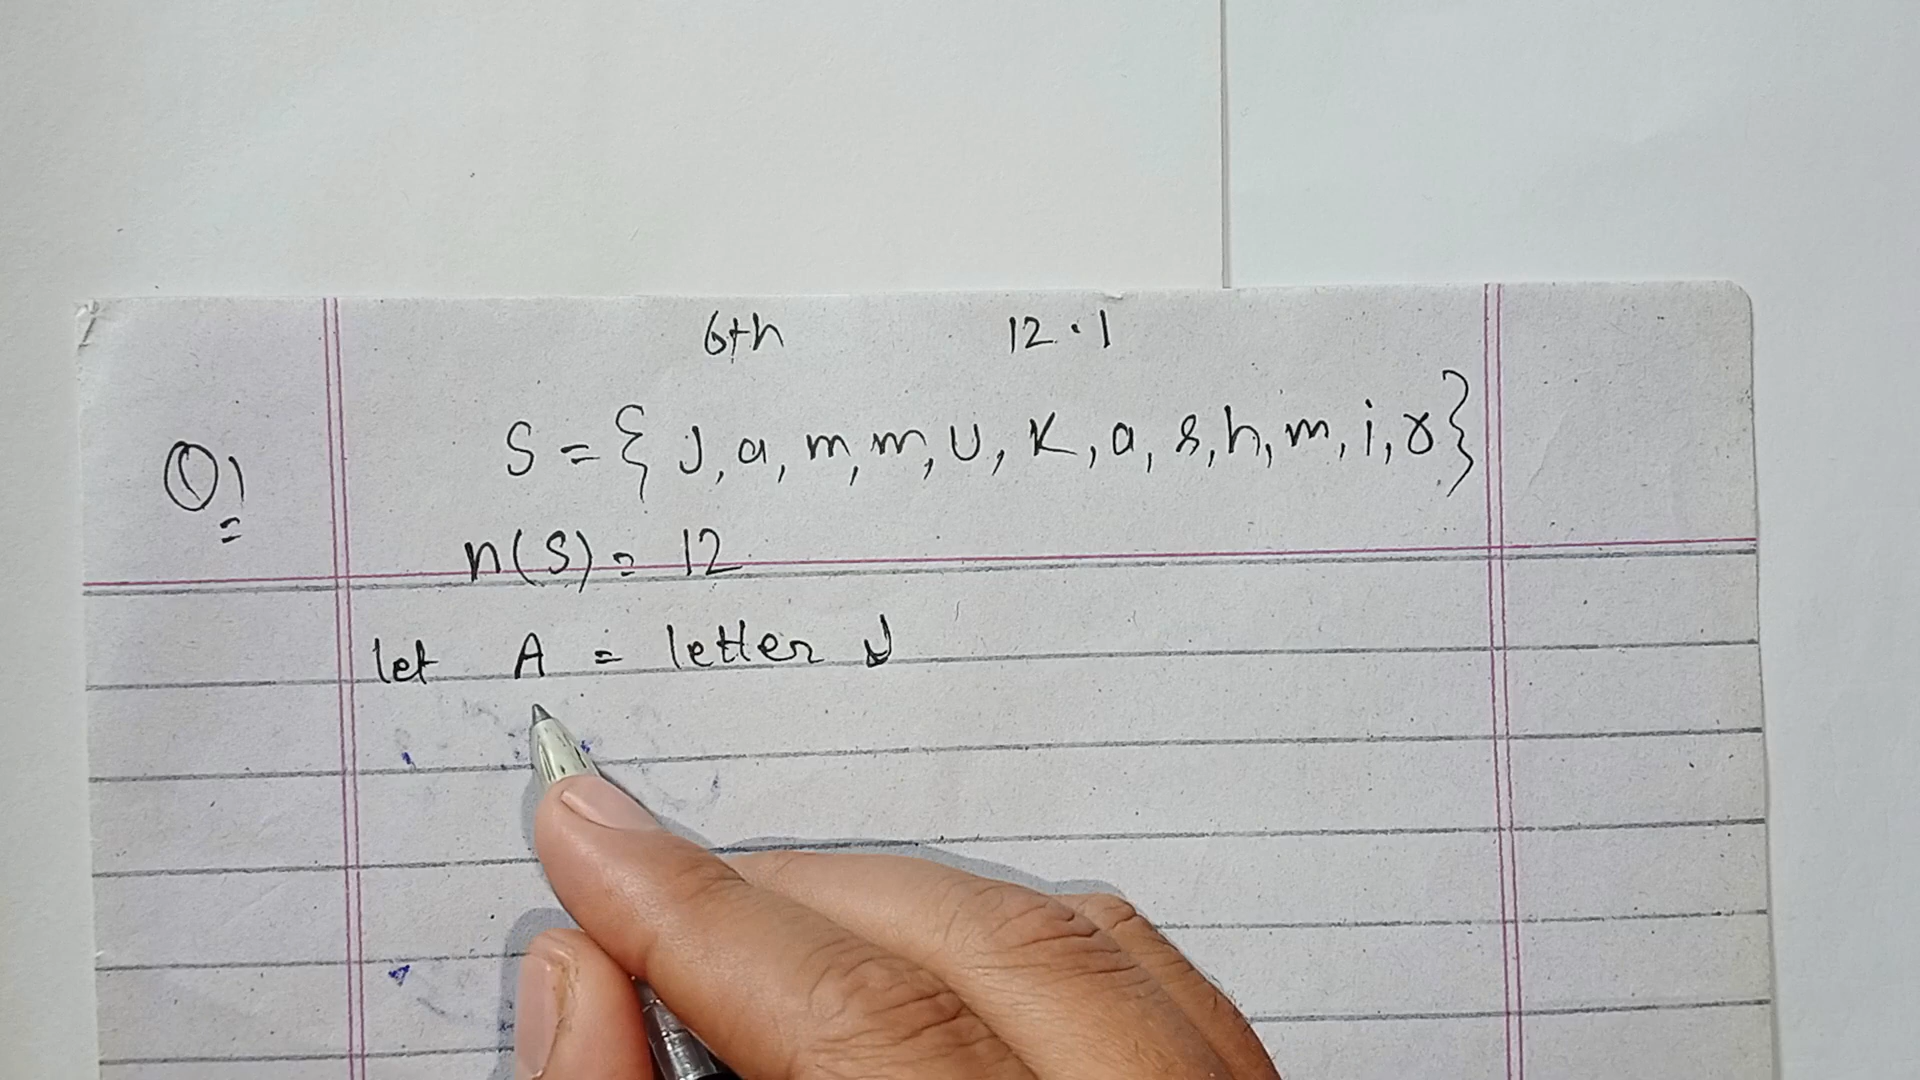 6th 12.1
Q1 S = { J, a, m, m, U, K, a, s, h, m, i, r }
n(S) = 12
let A = letter J